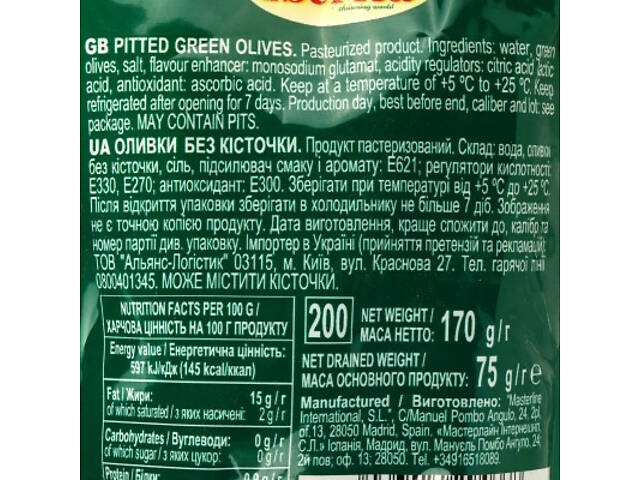 charming world
GB PITTED GREEN OLIVES. Pasteurized product. Ingredients: water, green
olives, salt, flavour enhancer: monosodium glutamat, acidity regulators: citric acid, lactic
acid, antioxidant: ascorbic acid. Keep at a temperature of +5 °C to +25 °C. Keep
refrigerated after opening for 7 days. Production day, best before end, caliber and lot: see
package. MAY CONTAIN PITS.
UA ОЛИВКИ БЕЗ КІСТОЧКИ. Продукт пастеризований. Склад: вода, оливки
без кісточки, сіль, підсилювач смаку і аромату: Е621; регулятори кислотності:
Е330, Е270; антиоксидант: Е300. Зберігати при температурі від +5 °С до +25 °С.
Після відкриття упаковки зберігати в холодильнику не більше 7 діб. Зображення
не є точною копією продукту. Дата виготовлення, краще спожити до, калібр та
номер партії див. упаковку. Імпортер в Україні (прийняття претензій та рекламацій):
ТОВ "Альянс-Логістик" 03115, м. Київ, вул. Краснова 27. Тел. гарячої лінії
0800401345. МОЖЕ МІСТИТИ КІСТОЧКИ.
NUTRITION FACTS PER 100 G /
ХАРЧОВА ЦІННІСТЬ НА 100 Г ПРОДУКТУ
Energy value / Енергетична цінність:
597 kJ/кДж (145 kcal/ккал)
Fat / Жири: 15 g / г
of which saturated / з яких насичені: 2 g / г
Carbohydrates / Вуглеводи: 0 g / г
of which sugar / з яких цукор: 0 g / г
Protein / Білки:
200
NET WEIGHT /
МАСА НЕТТО: 170 g/г
NET DRAINED WEIGHT /
МАСА ОСНОВНОГО ПРОДУКТУ: 75 g/г e
Manufactured / Виготовлено: "Masterline
International, S.L.", C/Manuel Pombo Angulo, 24, 2pl,
of.13, 28050 Madrid, Spain, «Мастерлайн Інтернешнл,
С.Л.» Іспанія, Мадрид, вул. Мануель Помбо Ангуло, 24;
2й пов; оф. 13; 28050. Tel. +34916518089.